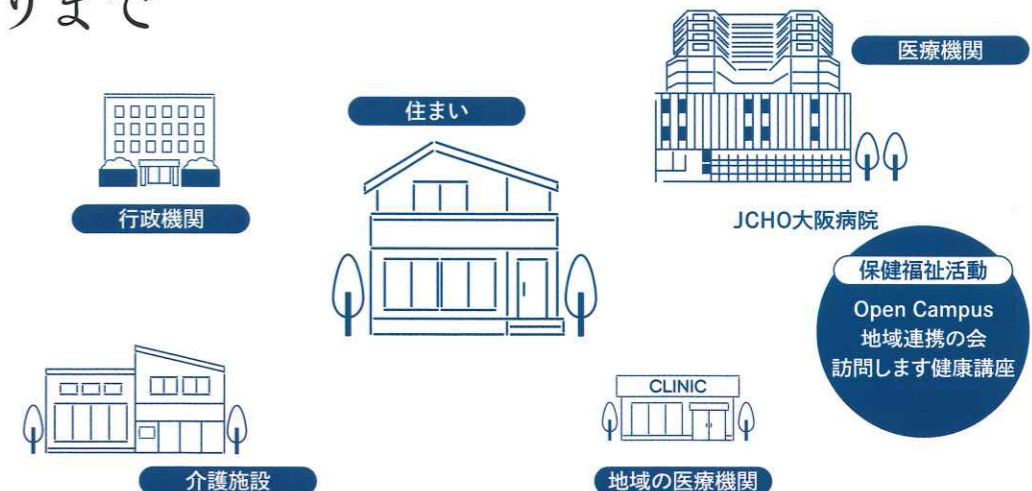 りまで
医療機関
住まい
行政機関
JCHO大阪病院
保健福祉活動
Open Campus
地域連携の会
訪問します健康講座
CLINIC
介護施設
地域の医療機関